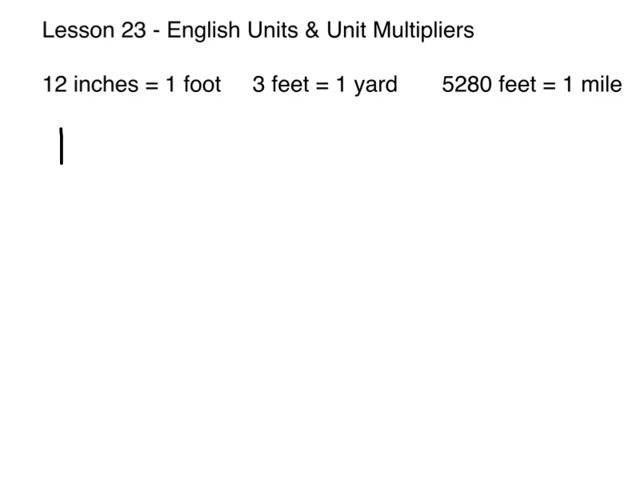 Lesson 23 - English Units & Unit Multipliers
12 inches = 1 foot 3 feet = 1 yard 5280 feet = 1 mile
|